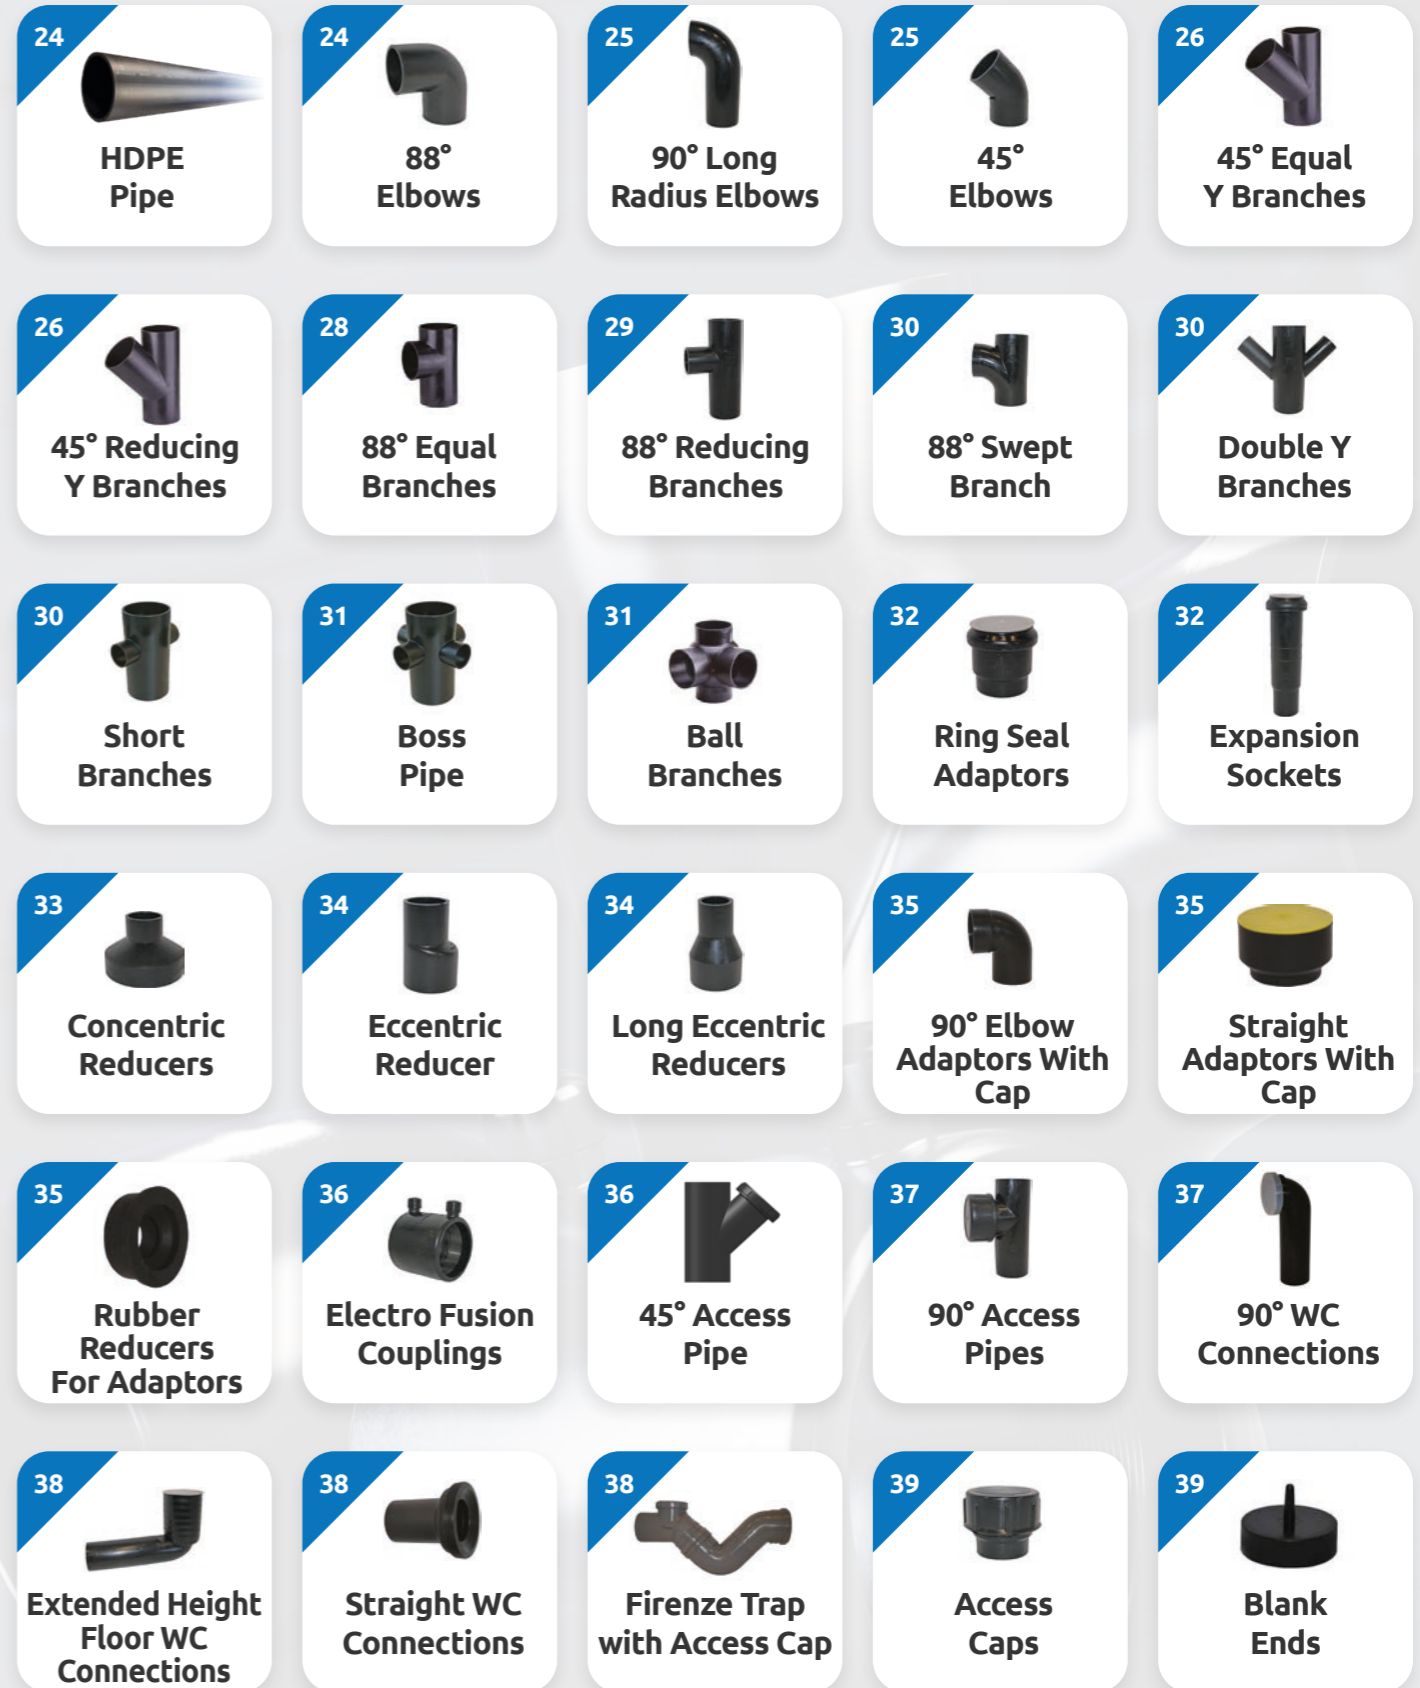 24
HDPE
Pipe
24
88°
Elbows
25
90° Long
Radius Elbows
25
45°
Elbows
26
45° Equal
Y Branches
26
45° Reducing
Y Branches
28
88° Equal
Branches
29
88° Reducing
Branches
30
88° Swept
Branch
30
Double Y
Branches
30
Short
Branches
31
Boss
Pipe
31
Ball
Branches
32
Ring Seal
Adaptors
32
Expansion
Sockets
33
Concentric
Reducers
34
Eccentric
Reducer
34
Long Eccentric
Reducers
35
90° Elbow
Adaptors With
Cap
35
Straight
Adaptors With
Cap
35
Rubber
Reducers
For Adaptors
36
Electro Fusion
Couplings
36
45° Access
Pipe
37
90° Access
Pipes
37
90° WC
Connections
38
Extended Height
Floor WC
Connections
38
Straight WC
Connections
38
Firenze Trap
with Access Cap
39
Access
Caps
39
Blank
Ends